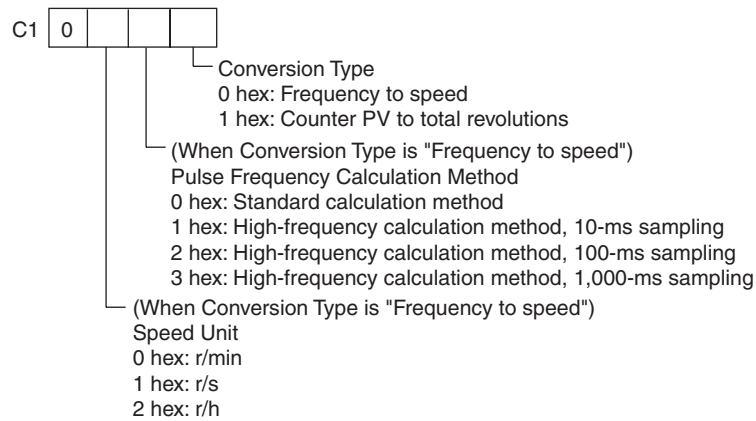 C1 0
Conversion Type
0 hex: Frequency to speed
1 hex: Counter PV to total revolutions
(When Conversion Type is "Frequency to speed")
Pulse Frequency Calculation Method
0 hex: Standard calculation method
1 hex: High-frequency calculation method, 10-ms sampling
2 hex: High-frequency calculation method, 100-ms sampling
3 hex: High-frequency calculation method, 1,000-ms sampling
(When Conversion Type is "Frequency to speed")
Speed Unit
0 hex: r/min
1 hex: r/s
2 hex: r/h